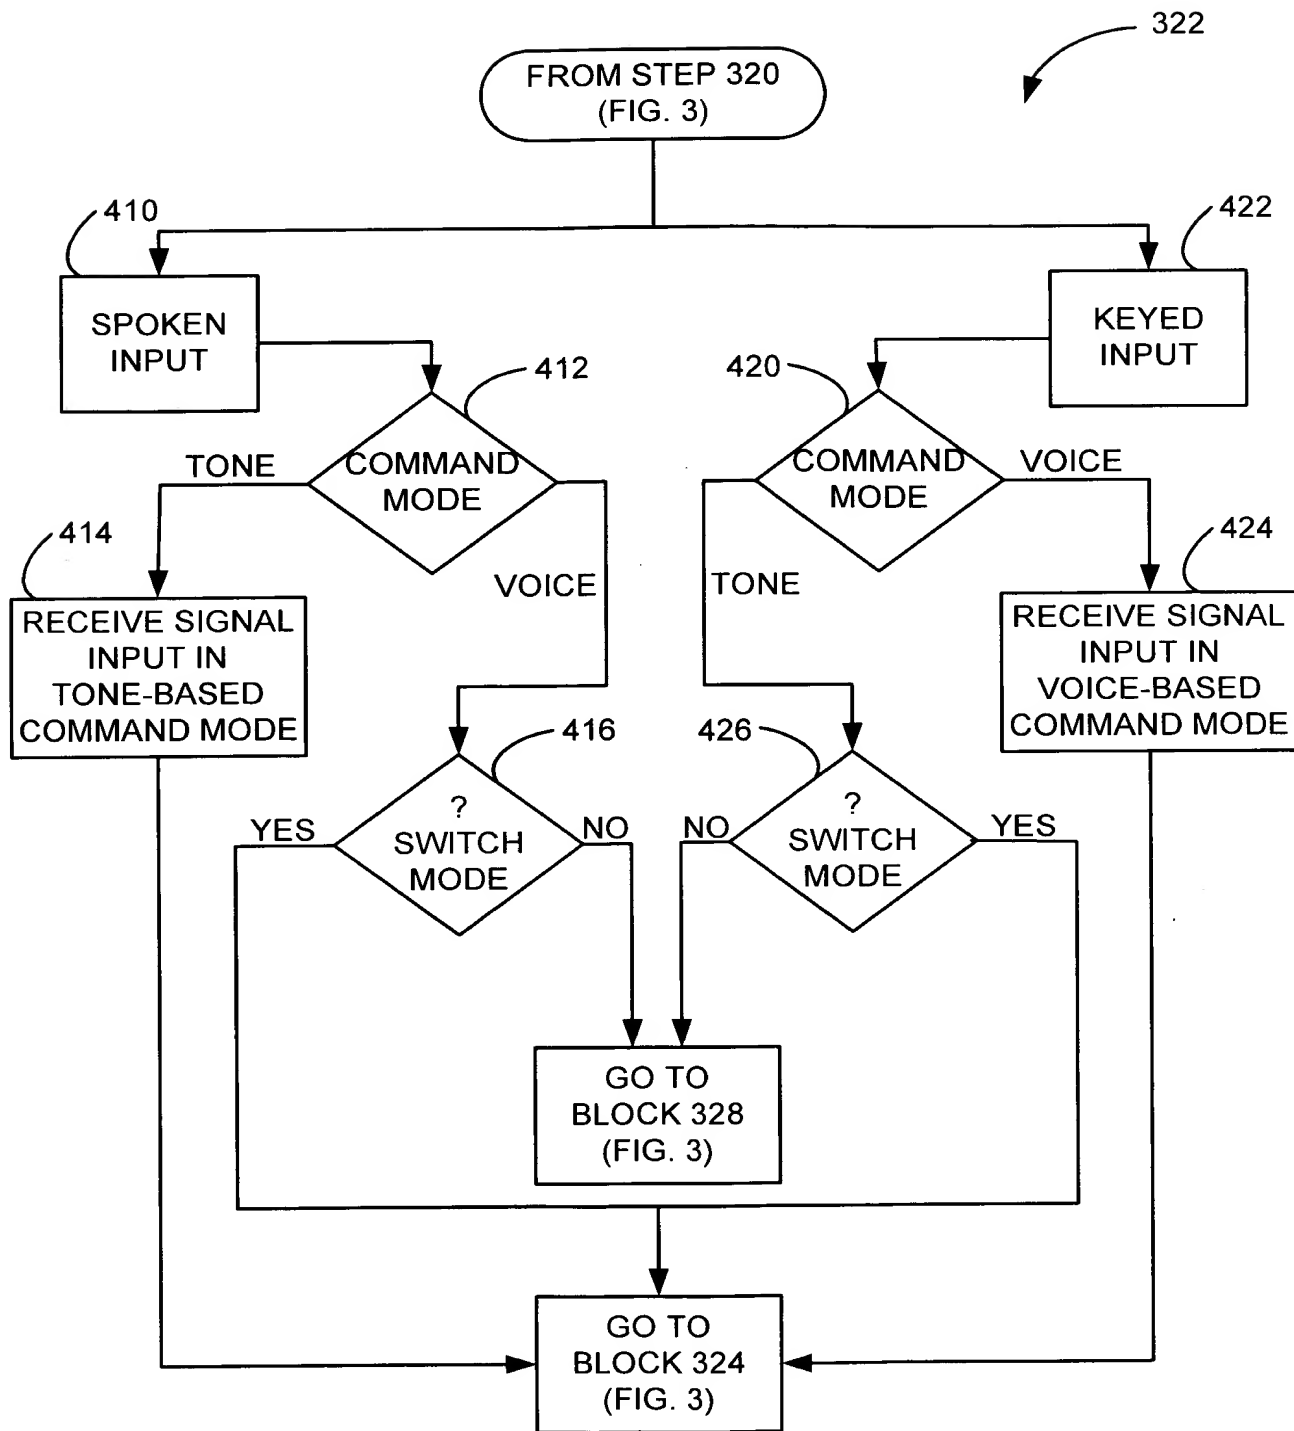 322
FROM STEP 320
(FIG. 3)
410
422
SPOKEN
INPUT
KEYED
INPUT
412
420
TONE
COMMAND
MODE
COMMAND
MODE
VOICE
414
424
VOICE
TONE
RECEIVE SIGNAL
INPUT IN
TONE-BASED
COMMAND MODE
RECEIVE SIGNAL
INPUT IN
VOICE-BASED
COMMAND MODE
416
426
YES
?
SWITCH
MODE
NO
NO
?
SWITCH
MODE
YES
GO TO
BLOCK 328
(FIG. 3)
GO TO
BLOCK 324
(FIG. 3)